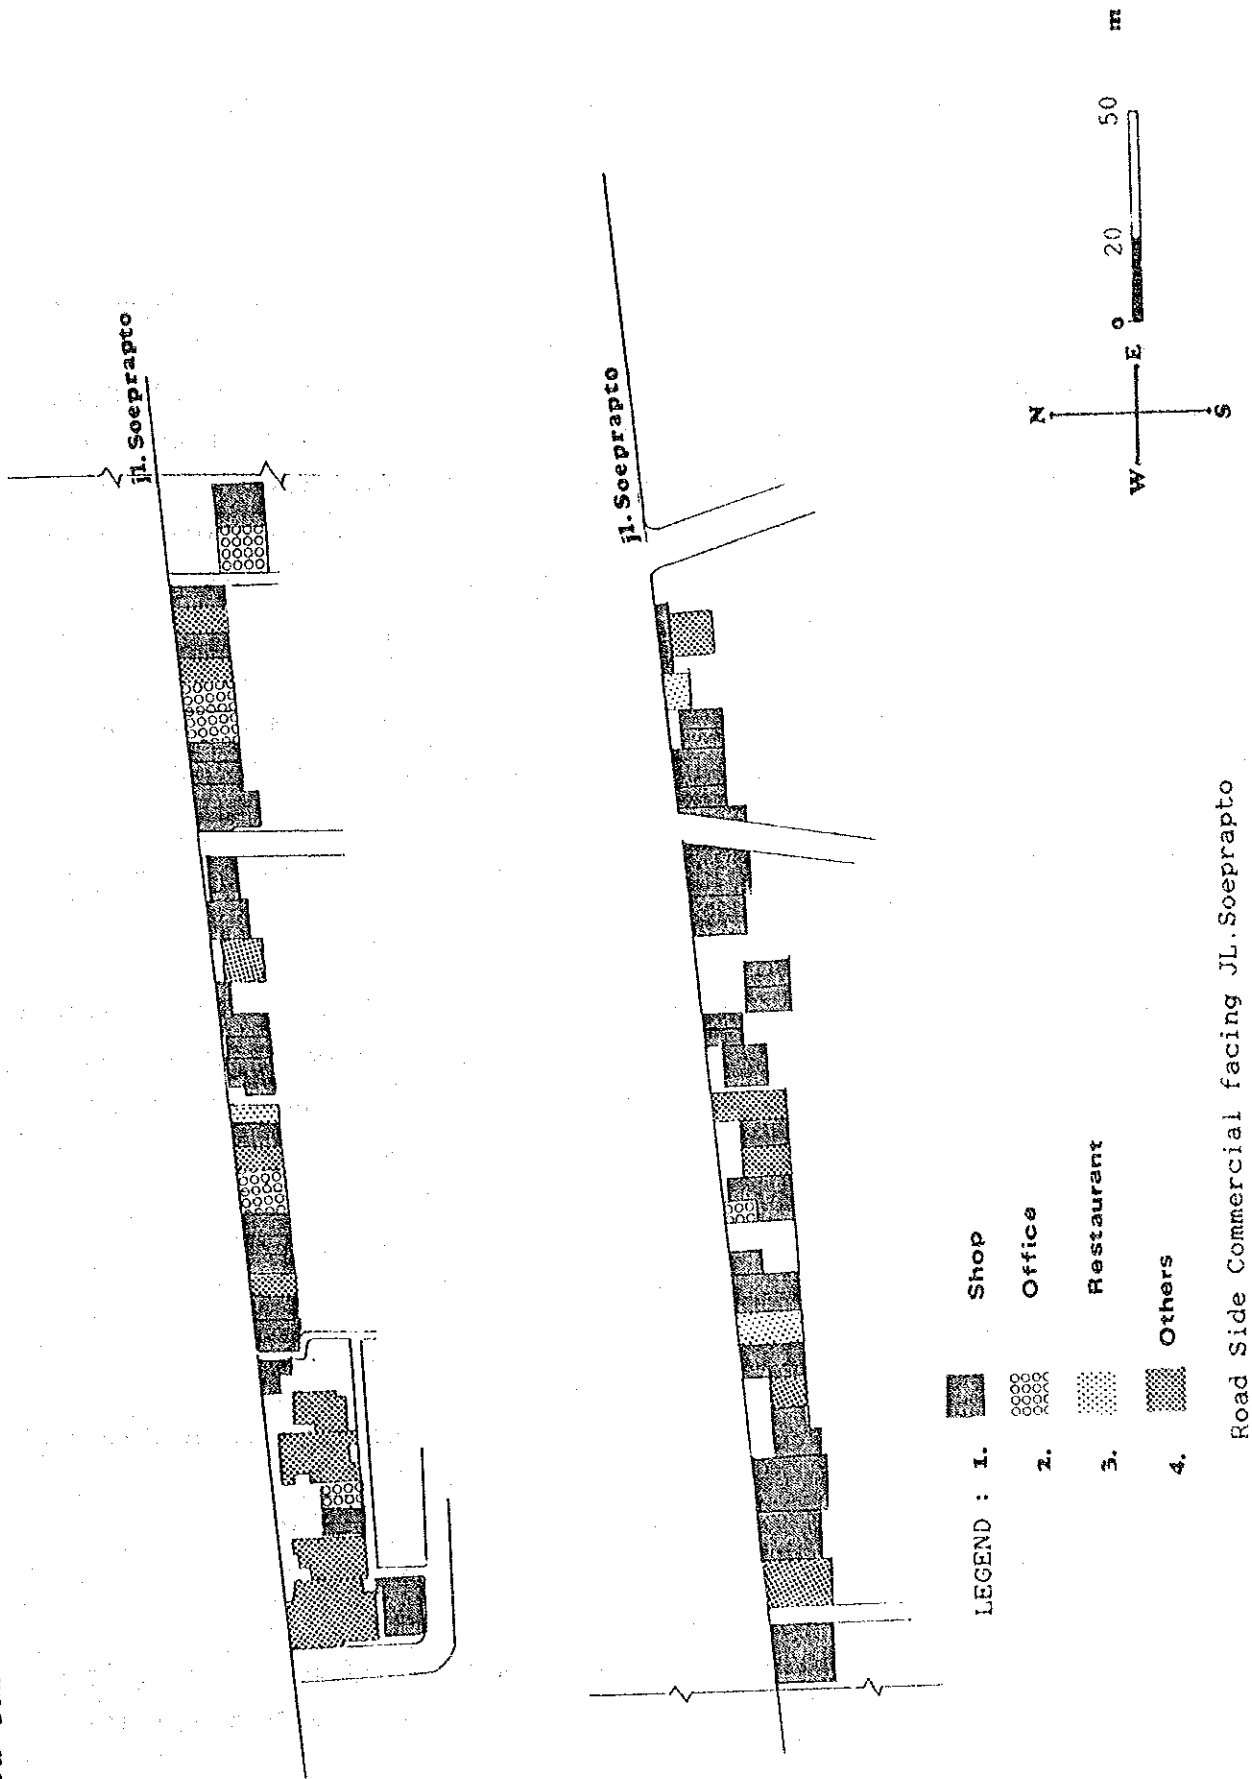 jl. Soeprapto
jl. Soeprapto
N
W
E
S
o 20 50 m
LEGEND : 1. Shop
2. Office
3. Restaurant
4. Others
Road Side Commercial facing JL.Soeprapto